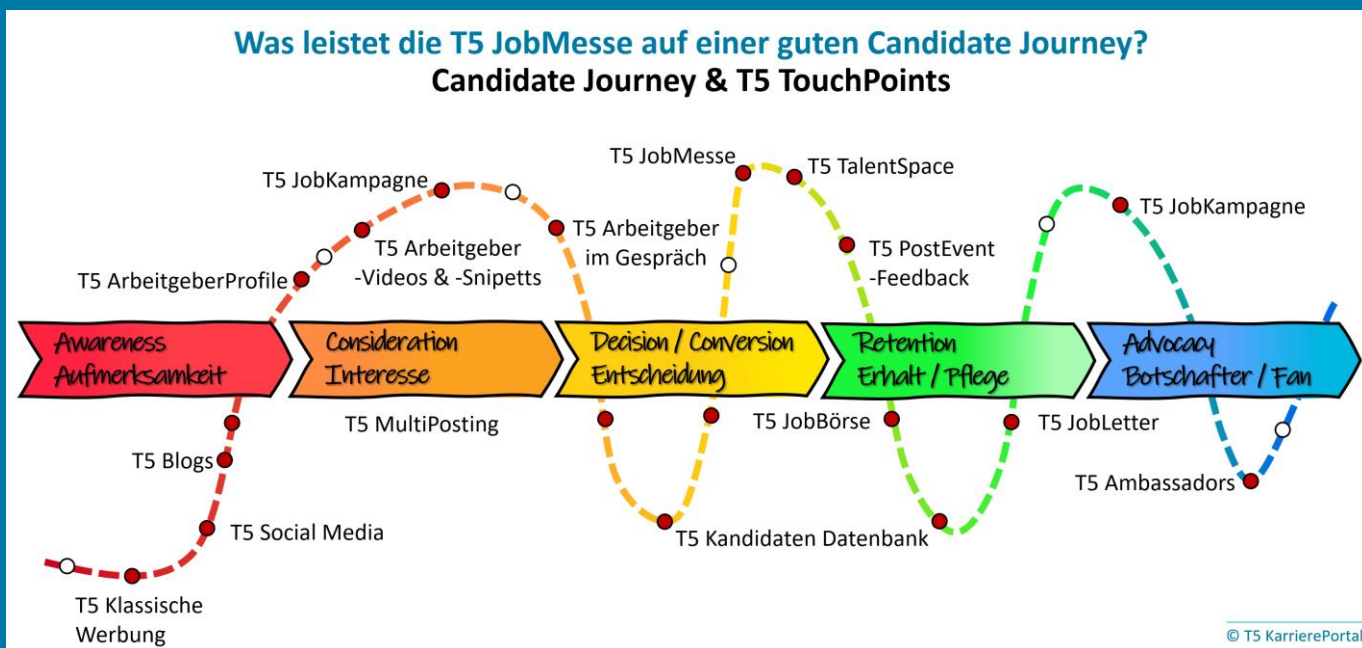 Was leistet die T5 JobMesse auf einer guten Candidate Journey?
Candidate Journey & T5 TouchPoints
T5 JobMesse
T5 TalentSpace
T5 JobKampagne
T5 JobKampagne
T5 Arbeitgeber
-Videos & -Snipetts
T5 Arbeitgeber
im Gespräch
T5 PostEvent
-Feedback
T5 ArbeitgeberProfile
Awareness
Aufmerksamkeit
Consideration
Interesse
Decision / Conversion
Entscheidung
Retention
Erhalt / Pflege
Advocacy
Botschafter / Fan
T5 MultiPosting
T5 JobBörse
T5 JobLetter
T5 Blogs
T5 Ambassadors
T5 Social Media
T5 Kandidaten Datenbank
T5 Klassische
Werbung
© T5 KarrierePortal